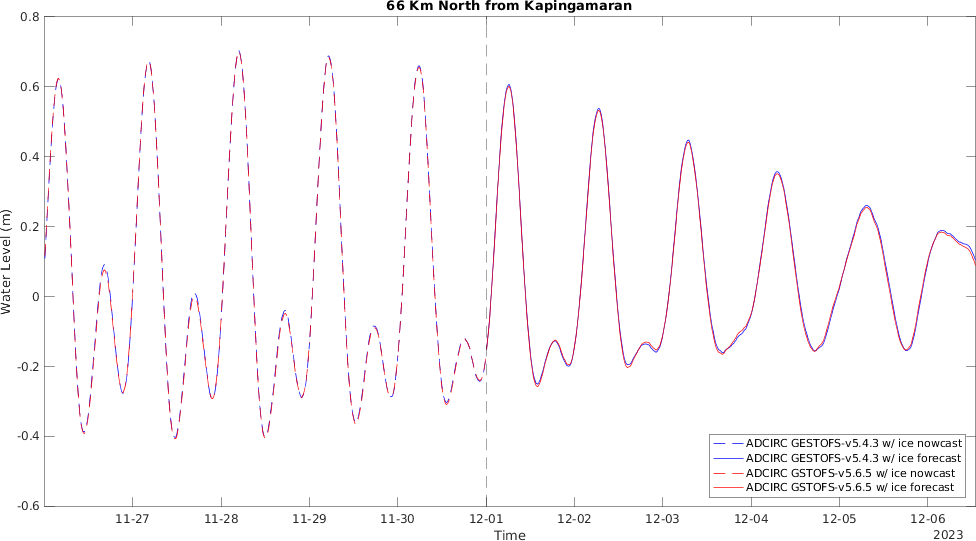 66 Km North from Kapingamaran
0.8
0.6
0.4
0.2
0
-0.2
-0.4
-0.6
Water Level (m)
ADCIRC GESTOFS-v5.4.3 w/ ice nowcast
ADCIRC GESTOFS-v5.4.3 w/ ice forecast
ADCIRC GSTOFS-v5.6.5 w/ ice nowcast
ADCIRC GSTOFS-v5.6.5 w/ ice forecast
11-27 11-28 11-29 11-30 12-01 12-02 12-03 12-04 12-05 12-06
Time 2023